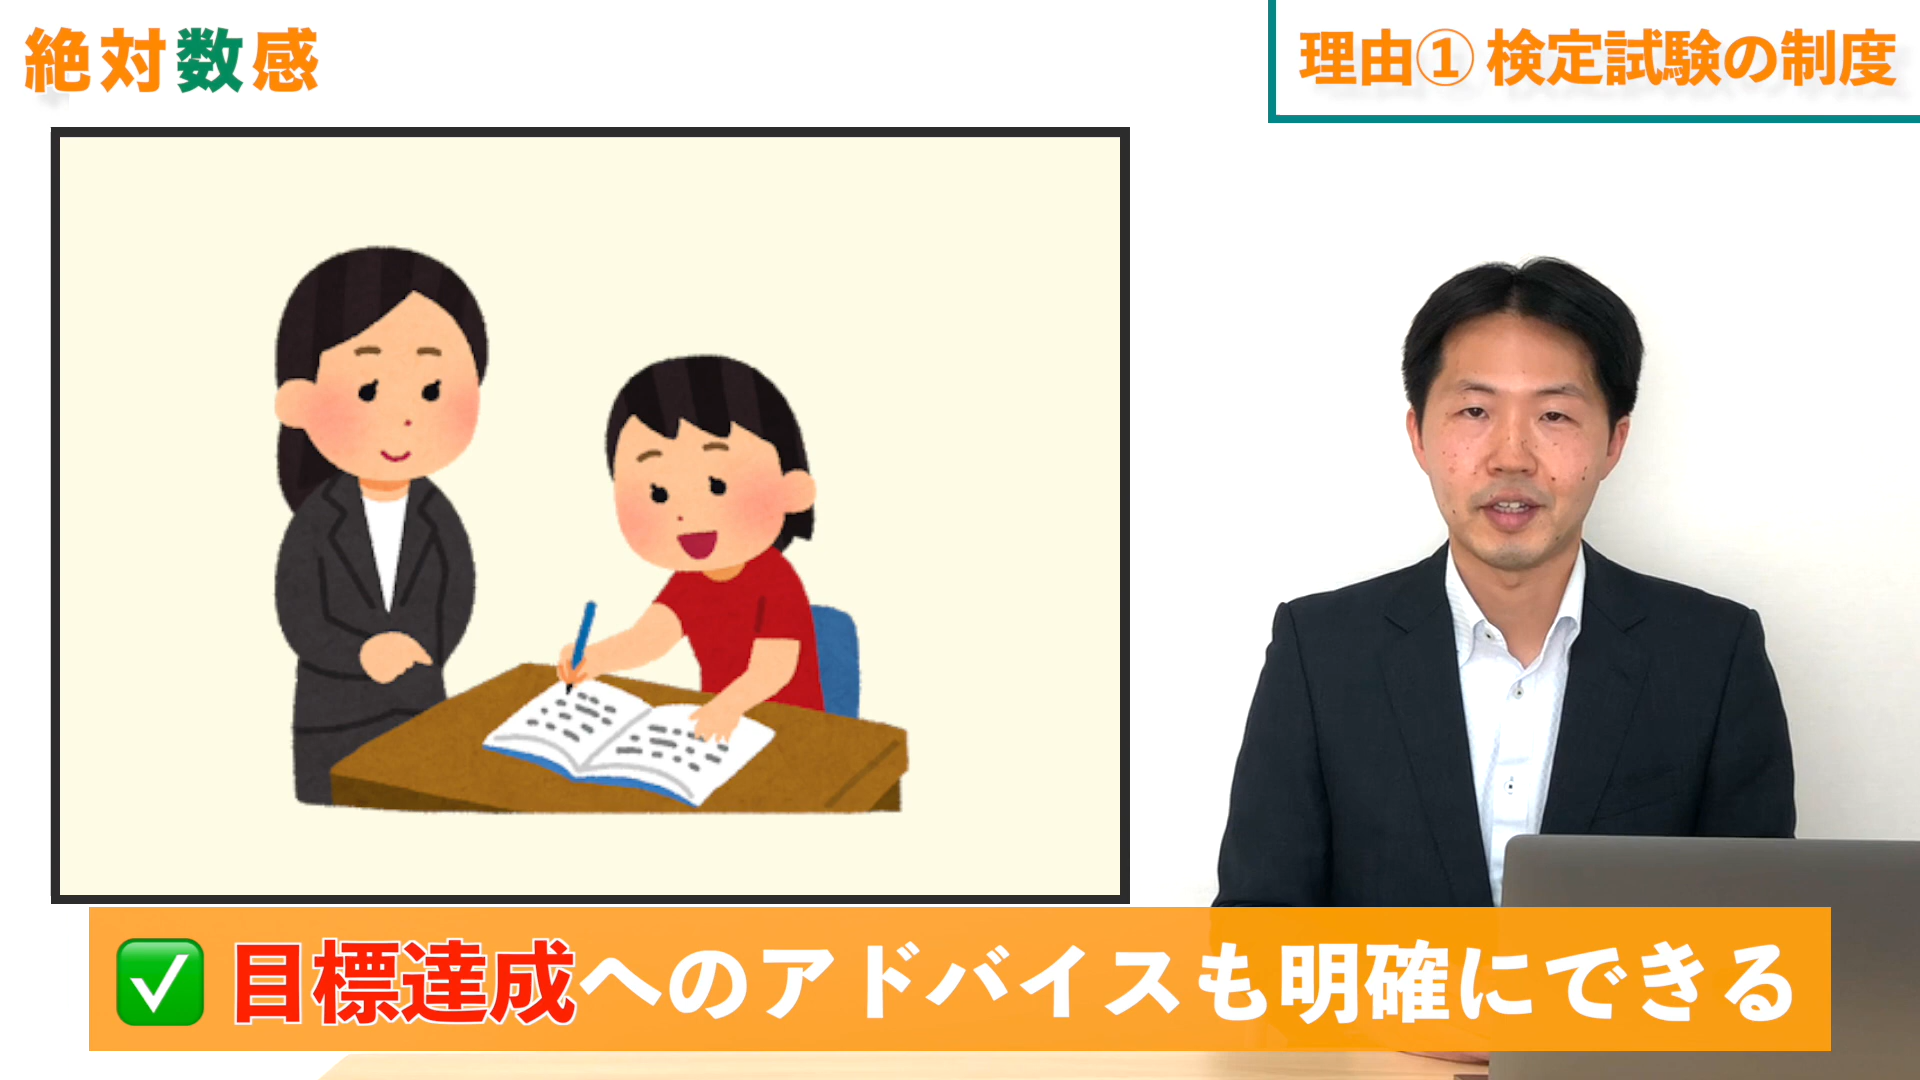 絶対数感
理由① 検定試験の制度
✅ 目標達成へのアドバイスも明確にできる